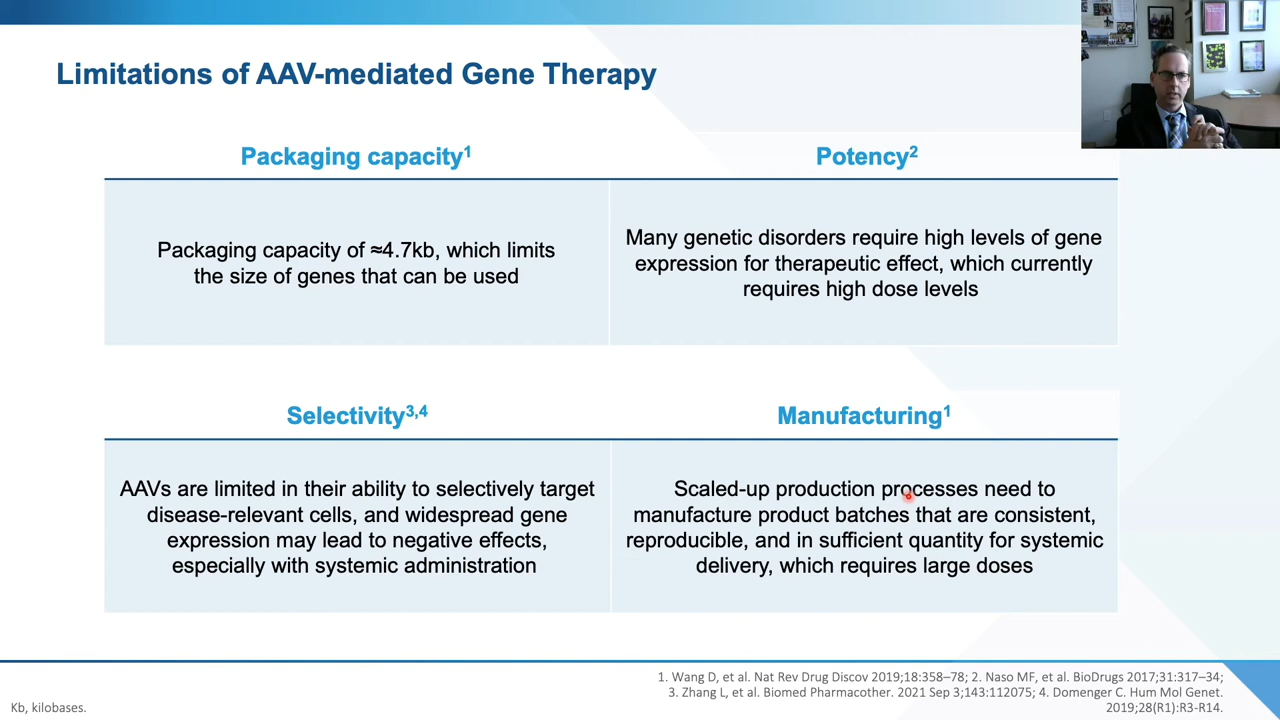 Limitations of AAV-mediated Gene Therapy
Packaging capacity1
Packaging capacity of ≈4.7kb, which limits
the size of genes that can be used
Potency2
Many genetic disorders require high levels of gene
expression for therapeutic effect, which currently
requires high dose levels
Selectivity3,4
AAVs are limited in their ability to selectively target
disease-relevant cells, and widespread gene
expression may lead to negative effects,
especially with systemic administration
Manufacturing1
Scaled-up production processes need to
manufacture product batches that are consistent,
reproducible, and in sufficient quantity for systemic
delivery, which requires large doses
Kb, kilobases.
1. Wang D, et al. Nat Rev Drug Discov 2019;18:358–78; 2. Naso MF, et al. BioDrugs 2017;31:317–34;
3. Zhang L, et al. Biomed Pharmacother. 2021 Sep 3;143:112075; 4. Domenger C. Hum Mol Genet.
2019;28(R1):R3-R14.